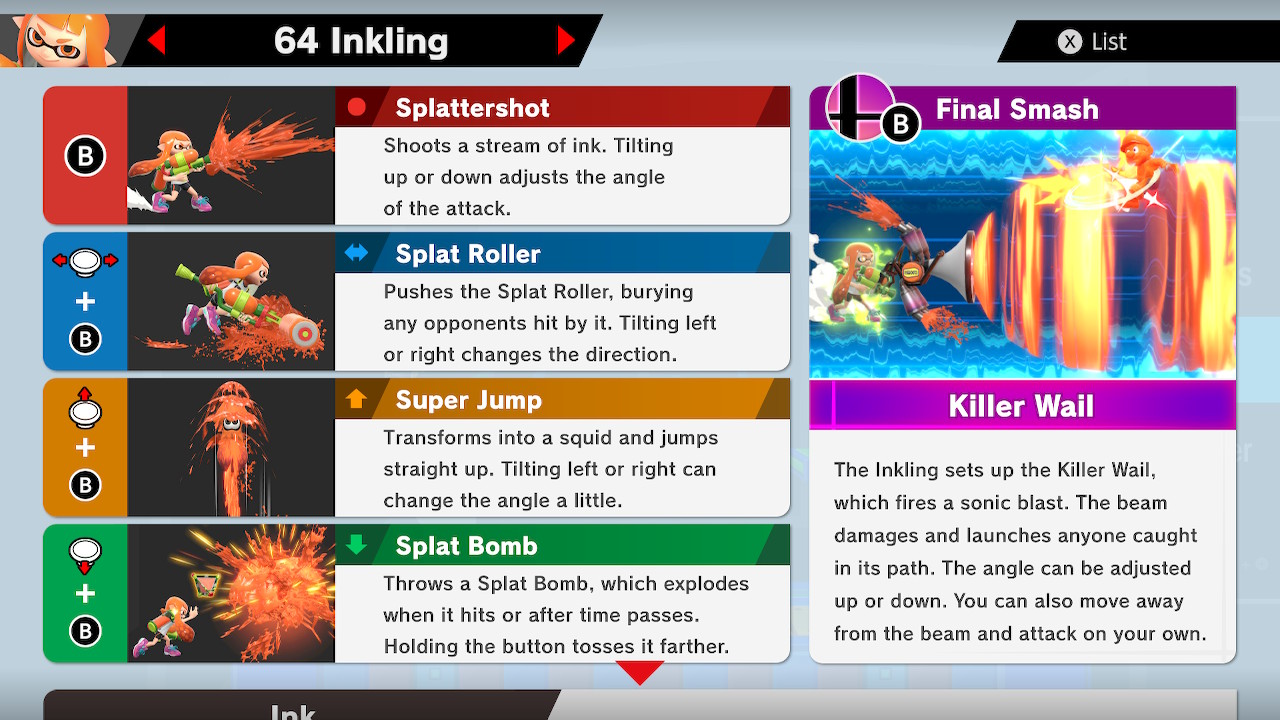 64 Inkling
X List
B
Splattershot
Shoots a stream of ink. Tilting
up or down adjusts the angle
of the attack.
+
B
Splat Roller
Pushes the Splat Roller, burying
any opponents hit by it. Tilting left
or right changes the direction.
+
B
Super Jump
Transforms into a squid and jumps
straight up. Tilting left or right can
change the angle a little.
+
B
Splat Bomb
Throws a Splat Bomb, which explodes
when it hits or after time passes.
Holding the button tosses it farther.
B
Final Smash
Killer Wail
The Inkling sets up the Killer Wail,
which fires a sonic blast. The beam
damages and launches anyone caught
in its path. The angle can be adjusted
up or down. You can also move away
from the beam and attack on your own.
Ink